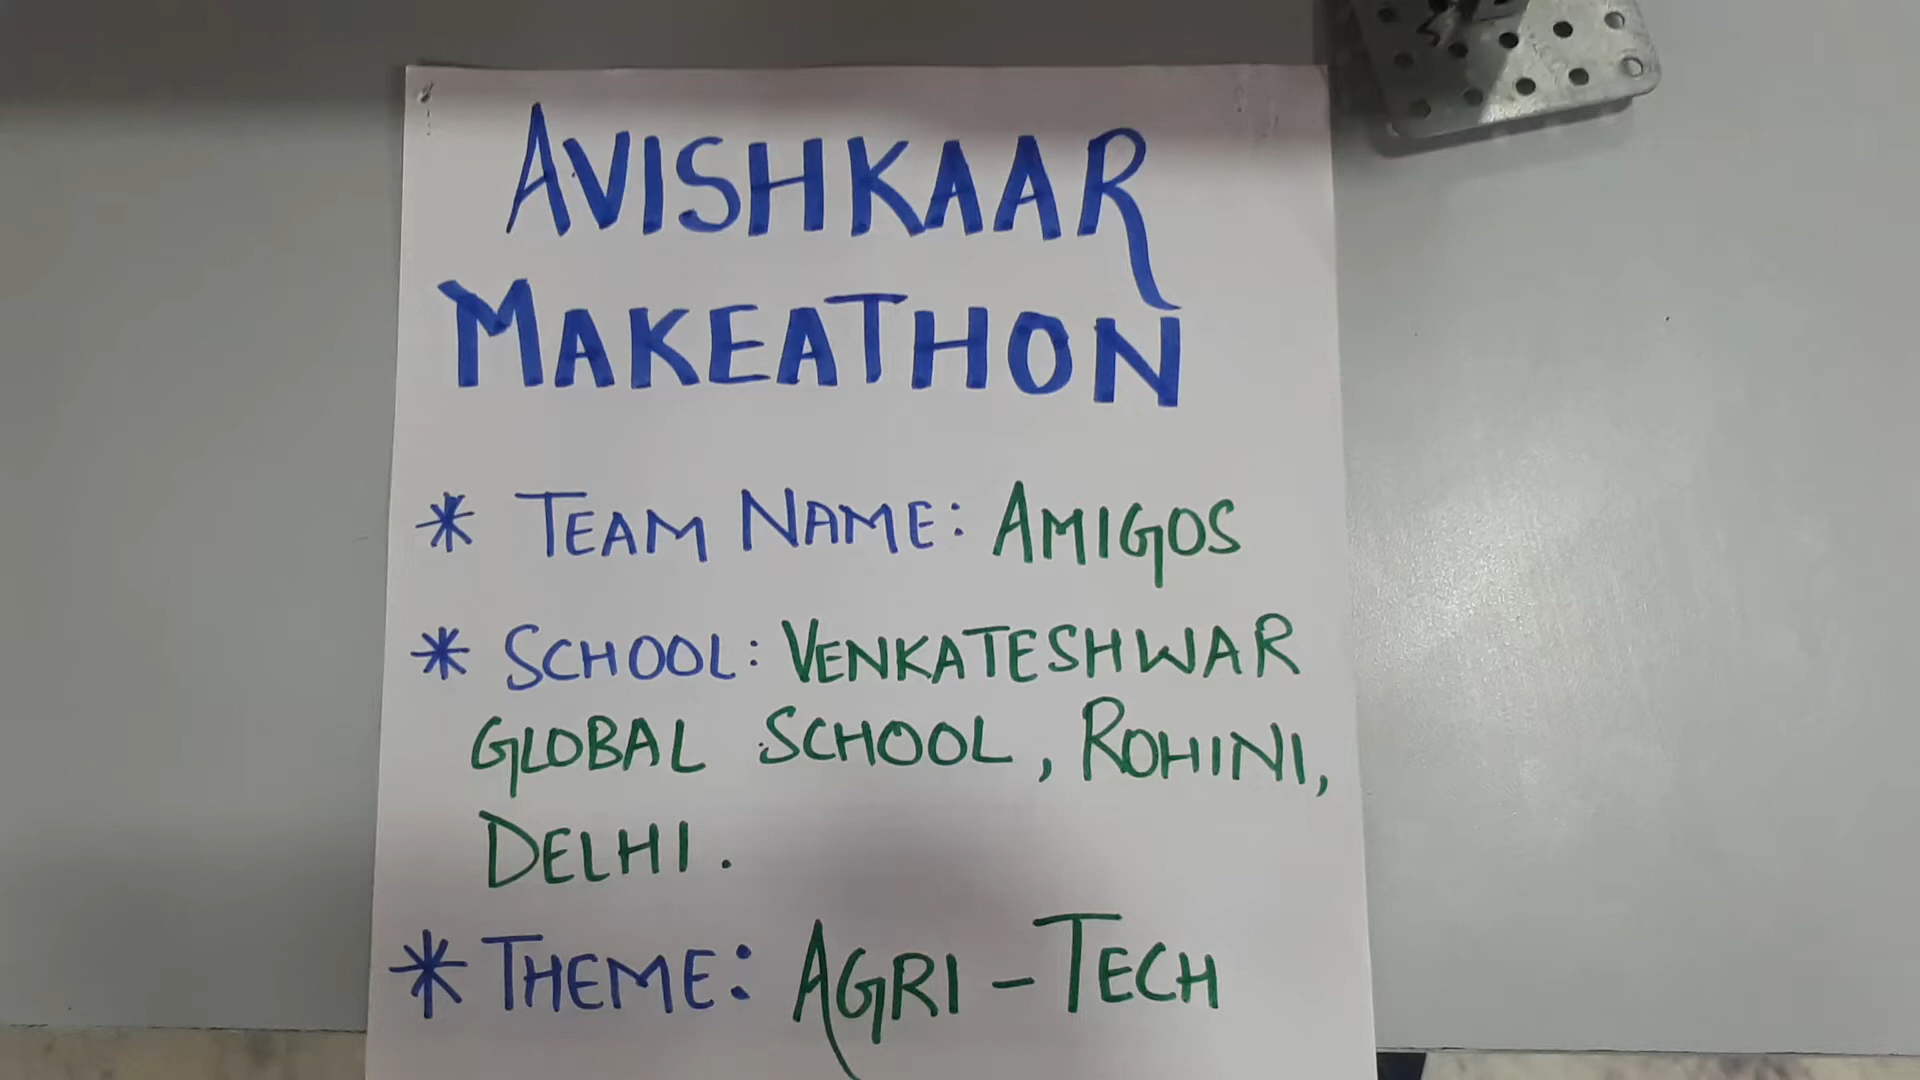 AVISHKAAR
MAKEATHON
* TEAM NAME: AMIGOS
* SCHOOL: VENKATESHWAR
GLOBAL SCHOOL, ROHINI,
DELHI.
* THEME: AGRI-TECH